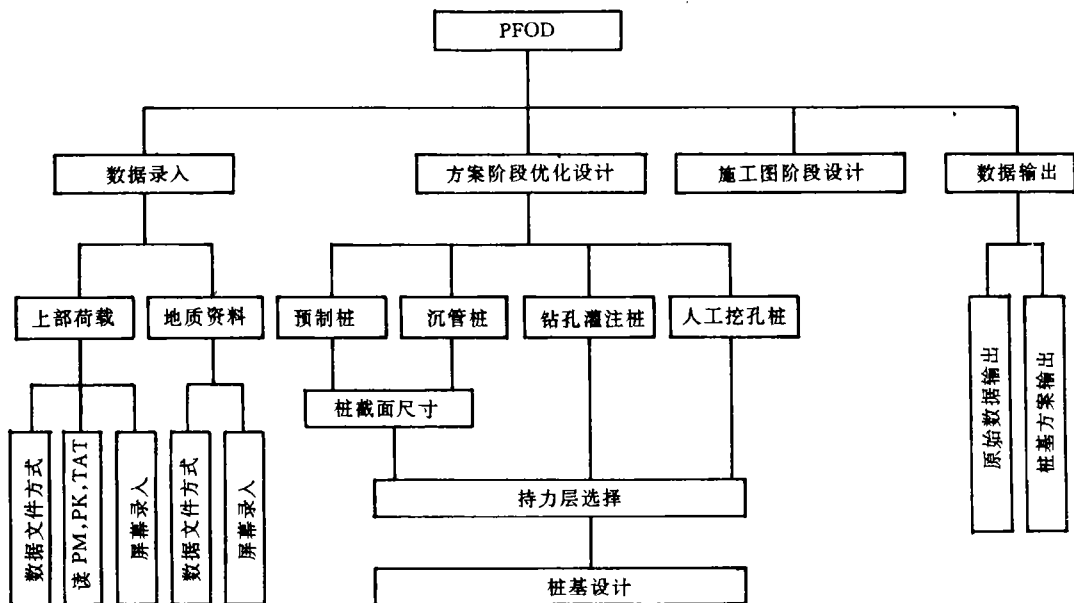 PFOD
数据录入
方案阶段优化设计
施工图阶段设计
数据输出
上部荷载
地质资料
预制桩
沉管桩
钻孔灌注桩
人工挖孔桩
桩截面尺寸
数据文件方式
读 PM,PK,TAT
屏幕录入
数据文件方式
屏幕录入
原始数据输出
桩基方案输出
持力层选择
桩基设计